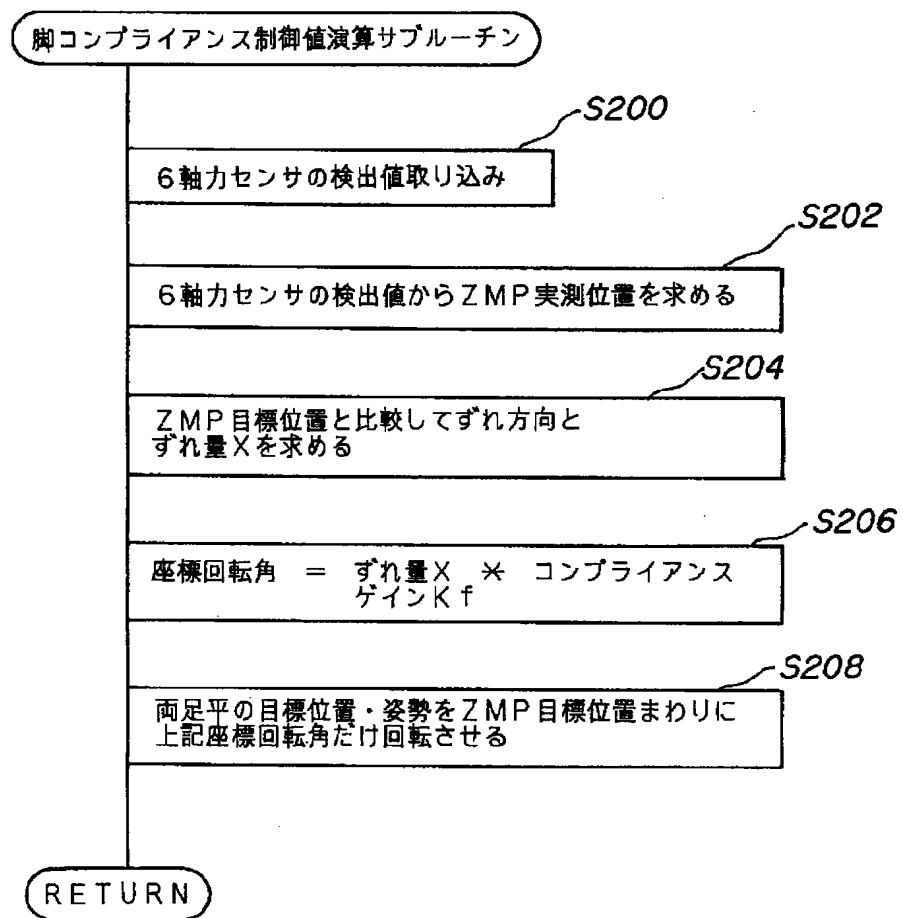 脚コンプライアンス制御値演算サブルーチン
S200
6軸力センサの検出値取り込み
S202
6軸力センサの検出値からZMP実測位置を求める
S204
ZMP目標位置と比較してずれ方向と
ずれ量Xを求める
S206
座標回転角 = ずれ量X * コンプライアンス
ゲインKf
S208
両足平の目標位置・姿勢をZMP目標位置まわりに
上記座標回転角だけ回転させる
RETURN